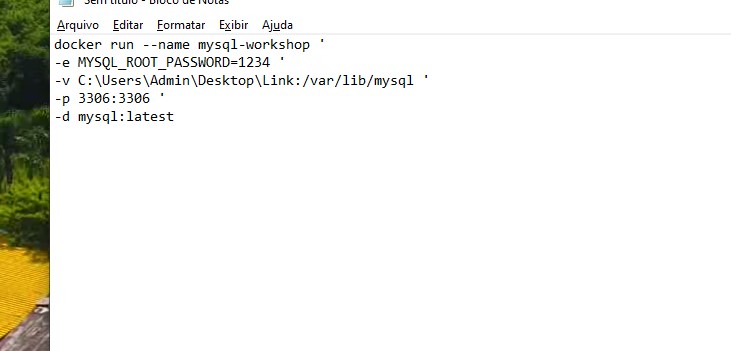 Sem título - Bloco de Notas
Arquivo Editar Formatar Exibir Ajuda
docker run --name mysql-workshop '
-e MYSQL_ROOT_PASSWORD=1234 '
-v C:\Users\Admin\Desktop\Link:/var/lib/mysql '
-p 3306:3306 '
-d mysql:latest